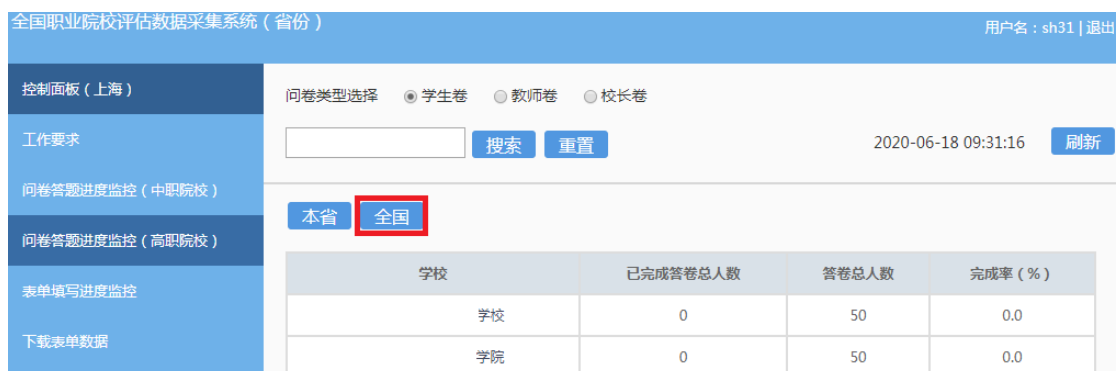 全国职业院校评估数据采集系统（省份）
用户名：sh31 | 退出
控制面板（上海）
工作要求
问卷答题进度监控（中职院校）
问卷答题进度监控（高职院校）
表单填写进度监控
下载表单数据
问卷类型选择 学生卷 教师卷 校长卷
搜索 重置 2020-06-18 09:31:16 刷新
本省 全国
学校 已完成答卷总人数 答卷总人数 完成率（%）
学校 0 50 0.0
学院 0 50 0.0